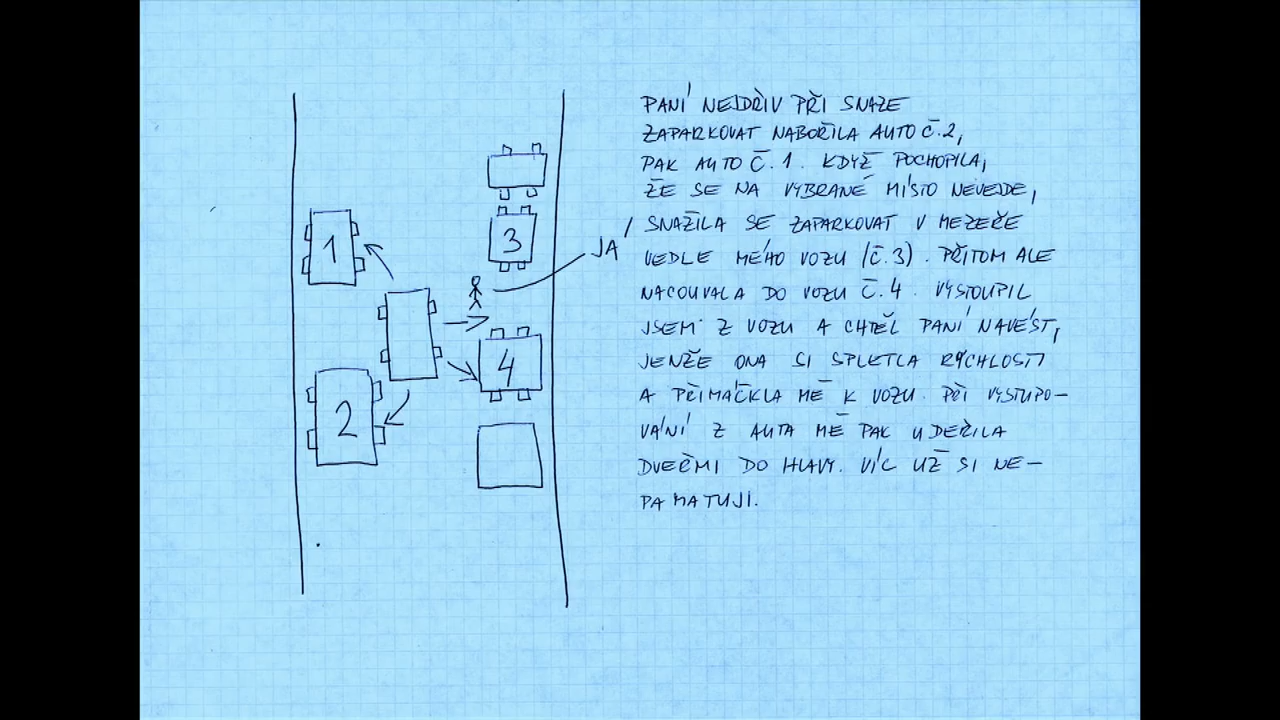 PANÍ NEJDŘÍV PŘI SNAZE
ZAPARKOVAT NABOŘILA AUTO Č.2,
PAK AUTO Č.1. KDYŽ POCHOPILA,
ŽE SE NA VYBRANÉ MÍSTO NEVEJDE,
SNAŽILA SE ZAPARKOVAT V MEZEŘE
VEDLE MÉHO VOZU (Č.3). PŘITOM ALE
NACOUVALA DO VOZU Č.4. VYSTOUPIL
JSEM Z VOZU A CHTĚL PANÍ NAVÉST,
JENŽE ONA SI SPLETLA RYCHLOSTI
A PŘIMÁČKLA MĚ K VOZU. PŘI VYSTUPO-
VÁNÍ Z AUTA MĚ PAK UDEŘILA
DVEŘMI DO HLAVY. VÍC UŽ SI NE-
PAMATUJI.
1
3
JÁ
4
2